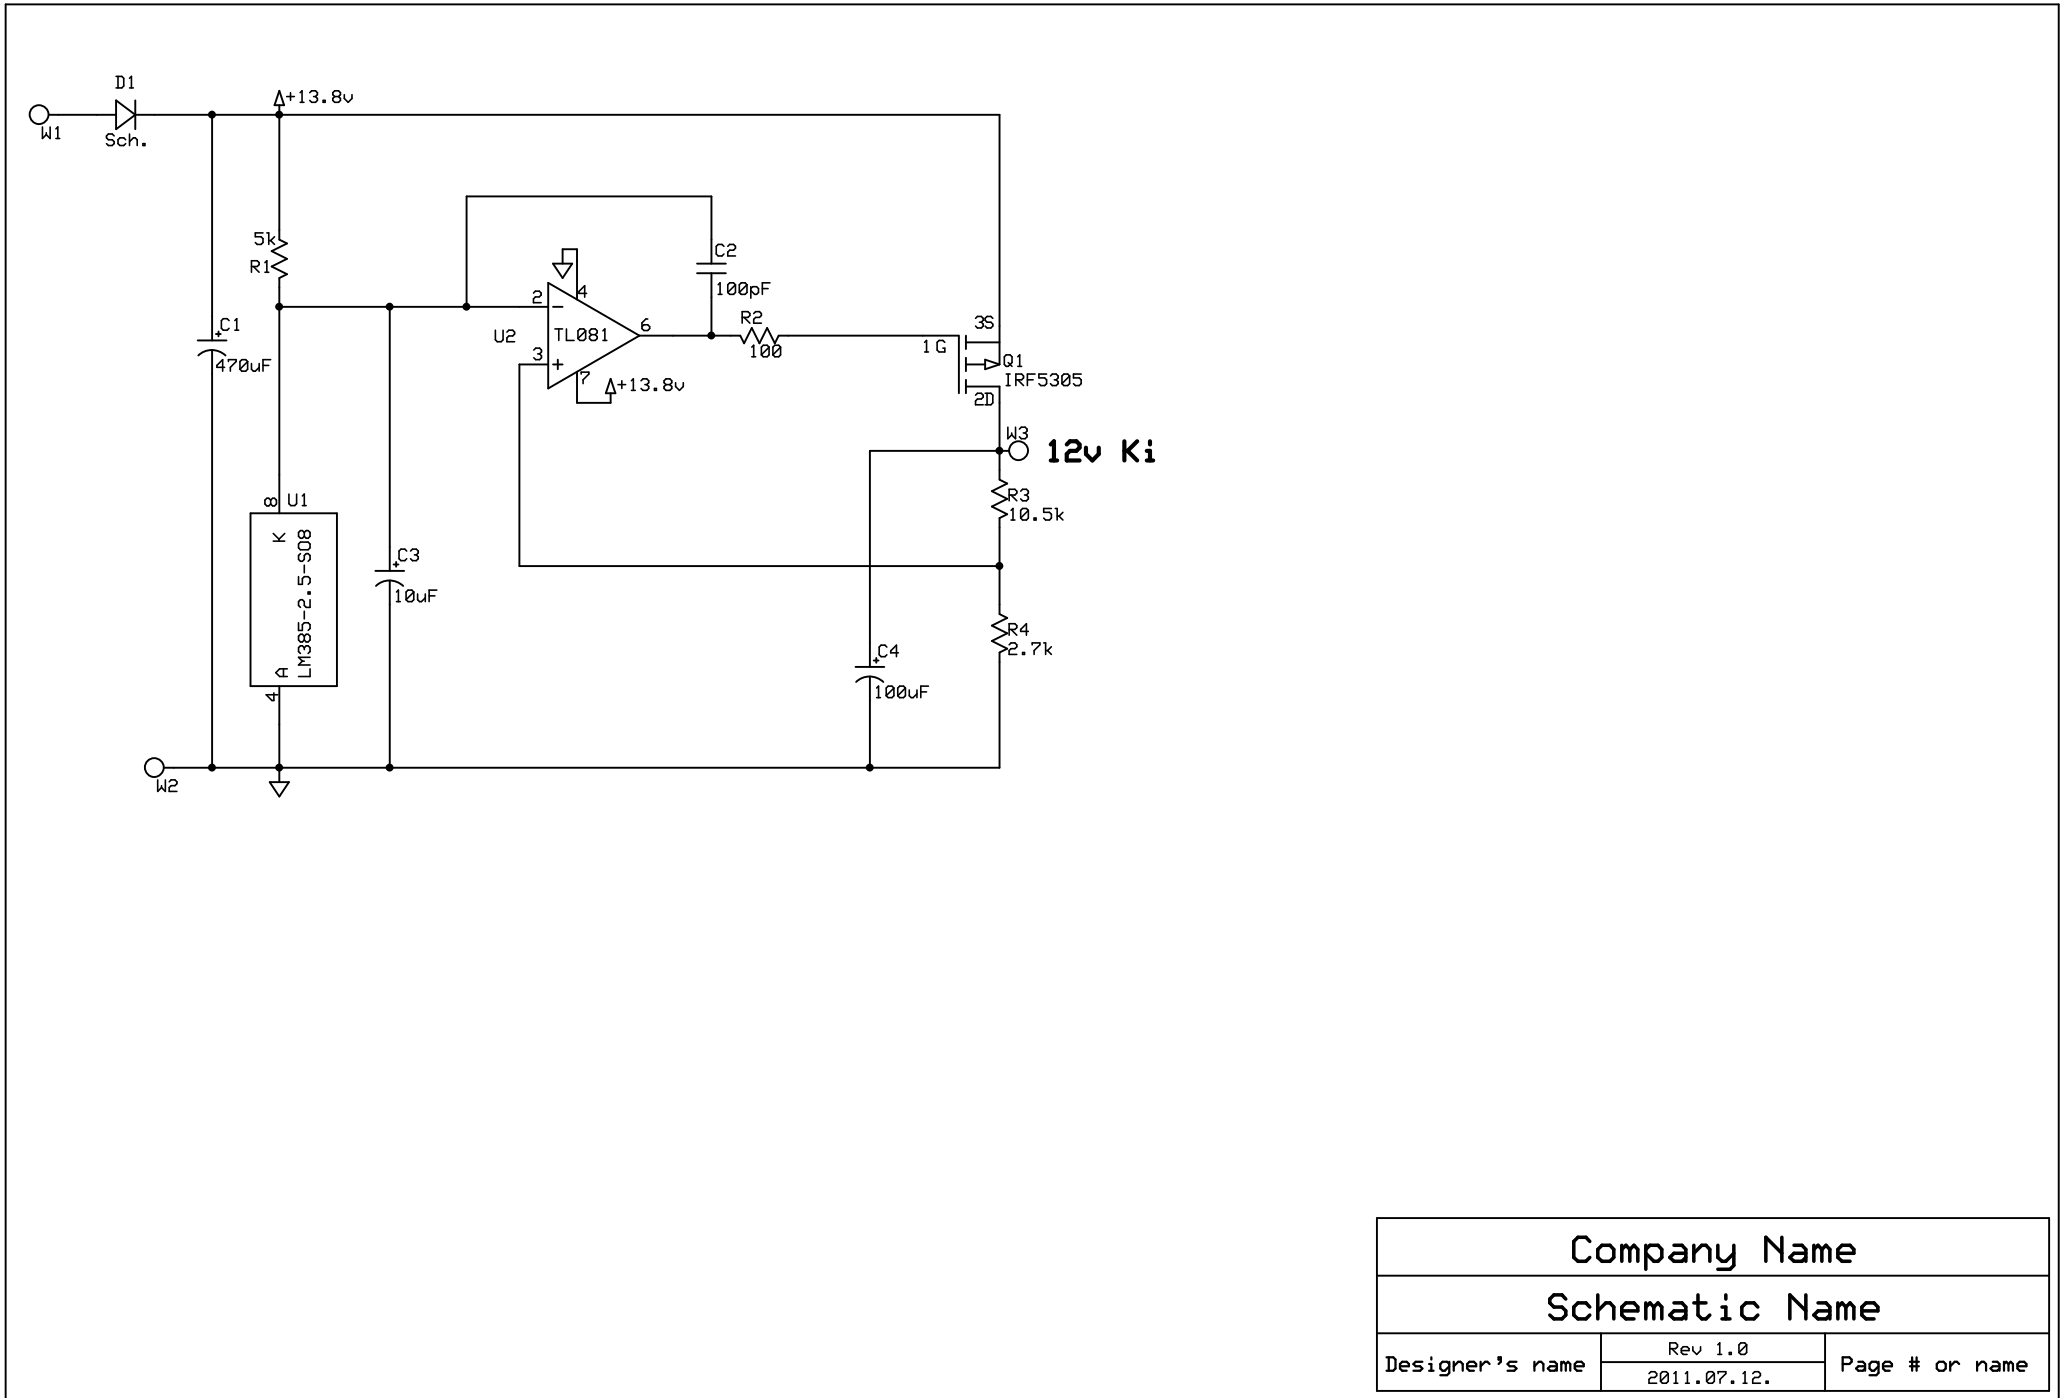 D1
+13.8v
W1
Sch.
5k
R1
C2
100pF
4
2
C1
470uF
U2
TL081
6
R2
100
3S
3
1G
Q1
7
+13.8v
IRF5305
2D
W3
12v Ki
8
U1
R3
10.5k
K
LM385-2.5-SO8
A
C3
10uF
R4
2.7k
C4
100uF
4
W2
Company Name
Schematic Name
Designer's name
Rev 1.0
2011.07.12.
Page # or name